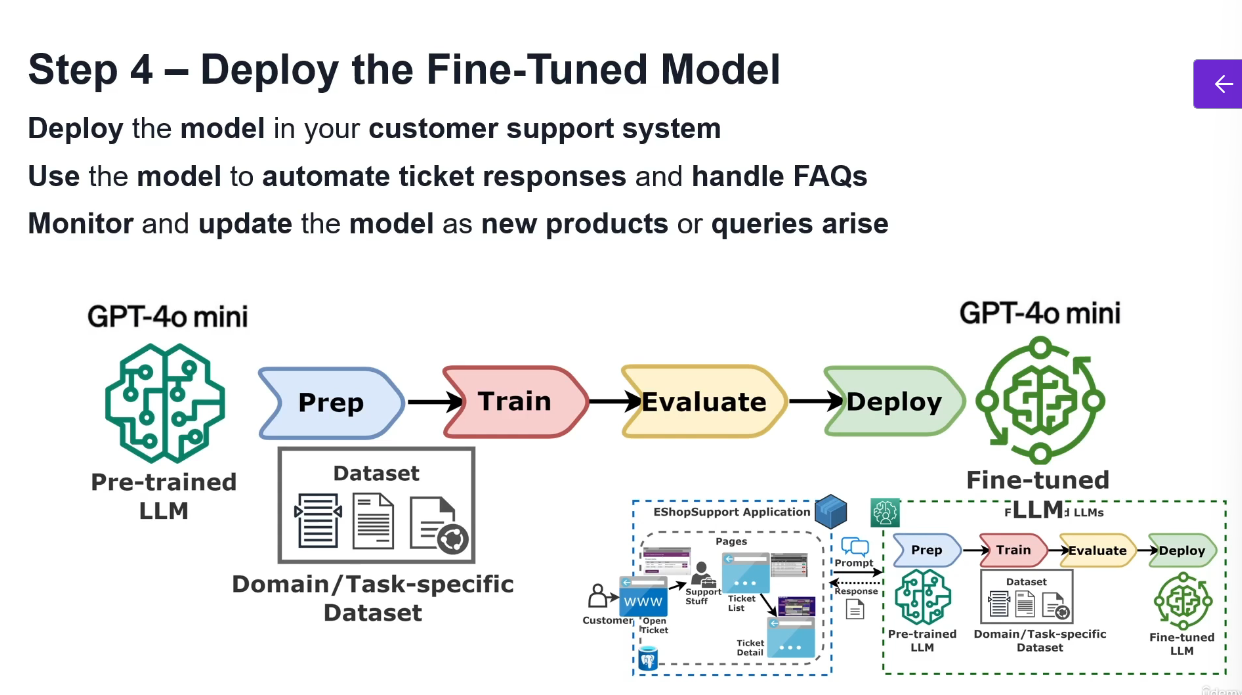 Step 4 – Deploy the Fine-Tuned Model
Deploy the model in your customer support system
Use the model to automate ticket responses and handle FAQs
Monitor and update the model as new products or queries arise
GPT-4o mini
GPT-4o mini
Prep
Train
Evaluate
Deploy
Pre-trained
LLM
Dataset
Domain/Task-specific
Dataset
Fine-tuned
LLM
EShopSupport Application
Pages
Customer
WWW
Open
Ticket
Support
Stuff
Ticket
List
Ticket
Detail
Prompt
Response
LLMs
Prep
Train
Evaluate
Deploy
Dataset
Pre-trained
LLM
Domain/Task-specific
Dataset
Fine-tuned
LLM